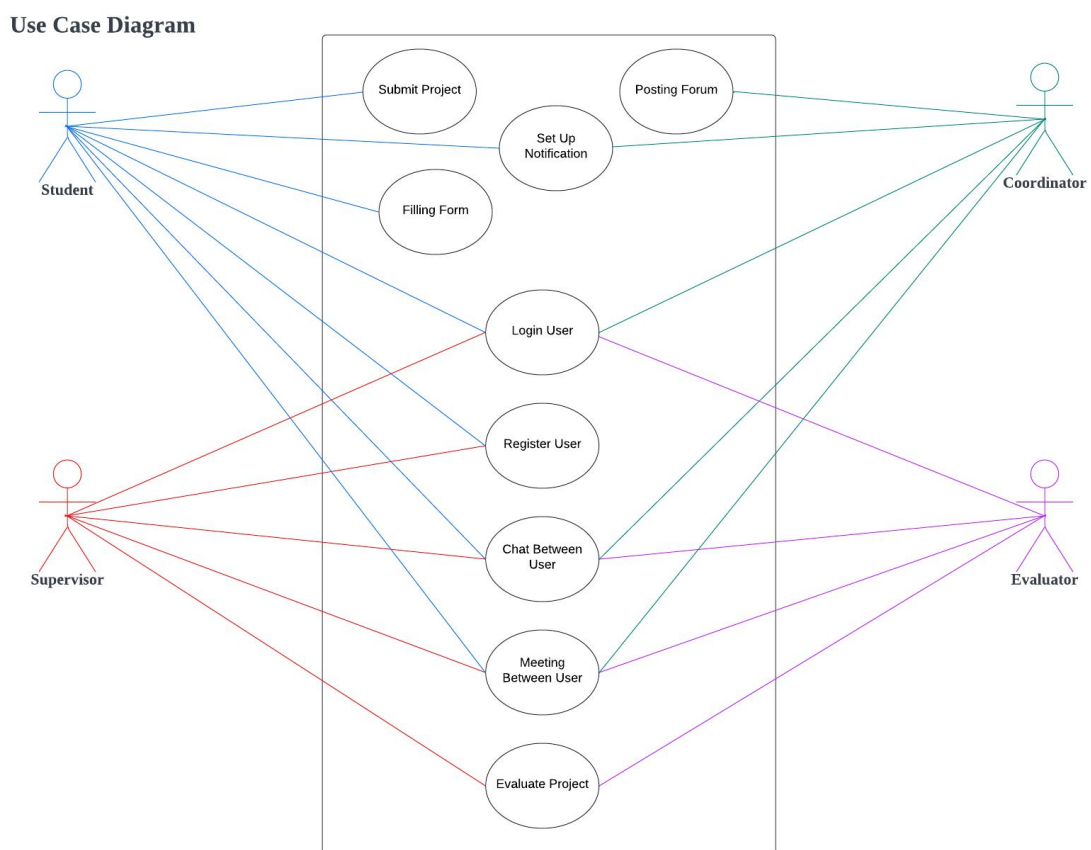 Use Case Diagram
Submit Project
Posting Forum
Set Up
Notification
Student
Coordinator
Filling Form
Login User
Register User
Chat Between
User
Supervisor
Evaluator
Meeting
Between User
Evaluate Project